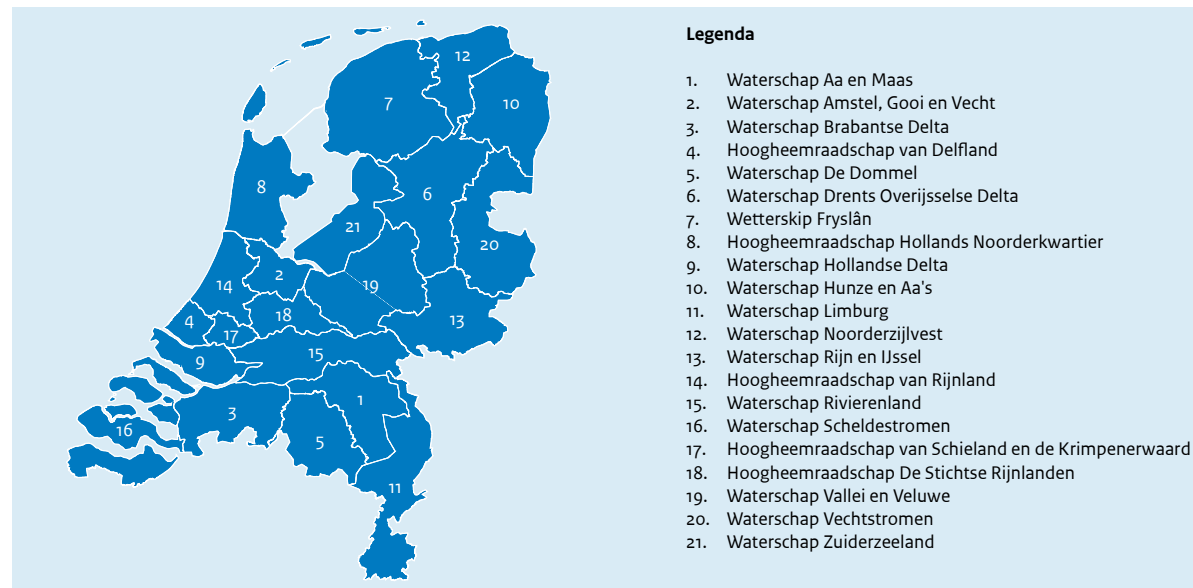 12
7
10
8
6
21
20
2
19
14
18
4
17
13
15
9
1
3
16
5
11
Legenda
1. Waterschap Aa en Maas
2. Waterschap Amstel, Gooi en Vecht
3. Waterschap Brabantse Delta
4. Hoogheemraadschap van Delfland
5. Waterschap De Dommel
6. Waterschap Drents Overijsselse Delta
7. Wetterskip Fryslân
8. Hoogheemraadschap Hollands Noorderkwartier
9. Waterschap Hollandse Delta
10. Waterschap Hunze en Aa's
11. Waterschap Limburg
12. Waterschap Noorderzijlvest
13. Waterschap Rijn en IJssel
14. Hoogheemraadschap van Rijnland
15. Waterschap Rivierenland
16. Waterschap Scheldestromen
17. Hoogheemraadschap van Schieland en de Krimpenerwaard
18. Hoogheemraadschap De Stichtse Rijnlanden
19. Waterschap Vallei en Veluwe
20. Waterschap Vechtstromen
21. Waterschap Zuiderzeeland